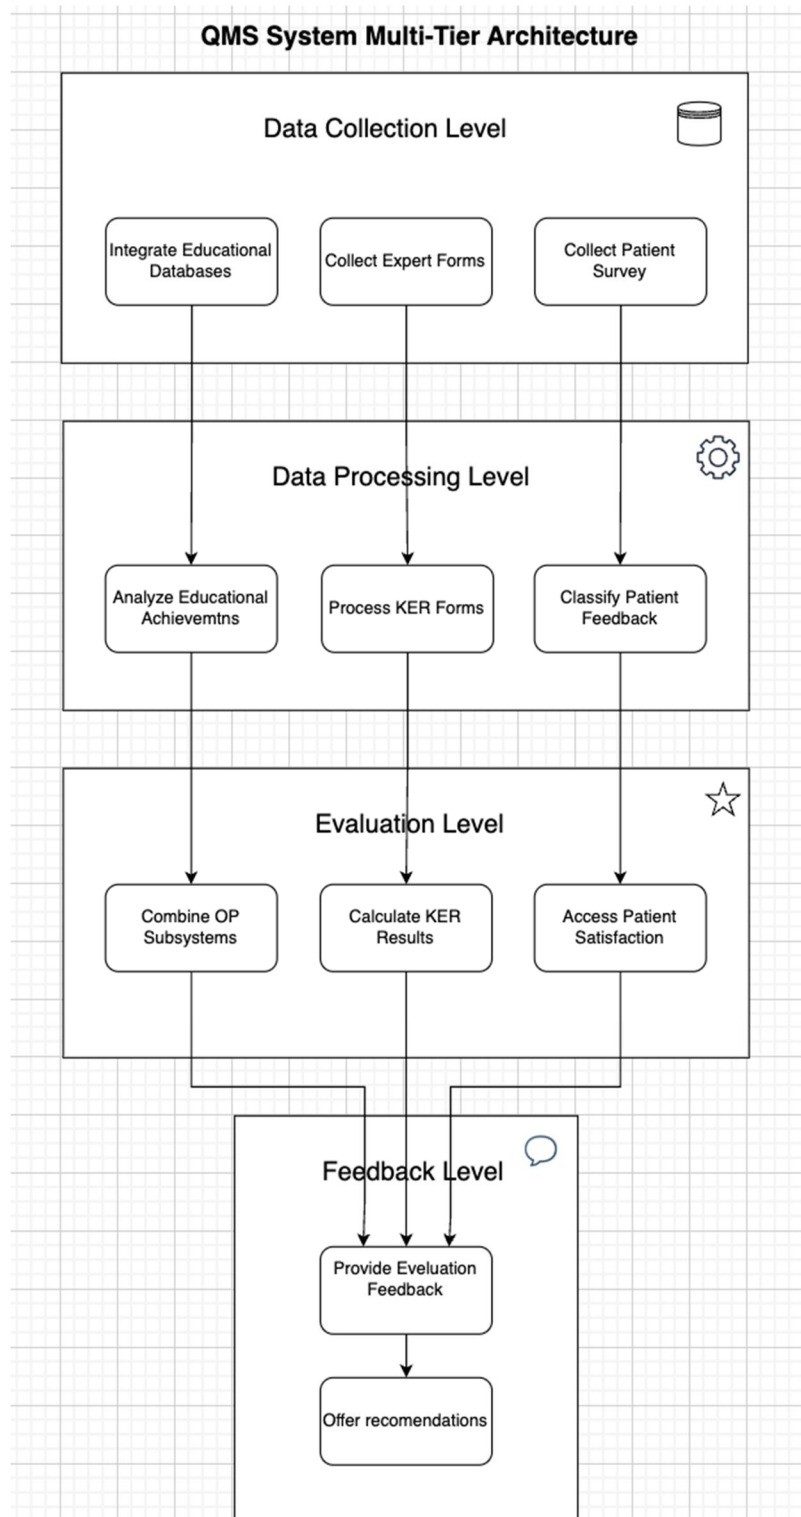 QMS System Multi-Tier Architecture
Data Collection Level
Integrate Educational
Databases
Collect Expert Forms
Collect Patient
Survey
Data Processing Level
Analyze Educational
Achievemtns
Process KER Forms
Classify Patient
Feedback
Evaluation Level
Combine OP
Subsystems
Calculate KER
Results
Access Patient
Satisfaction
Feedback Level
Provide Eveluation
Feedback
Offer recomendations